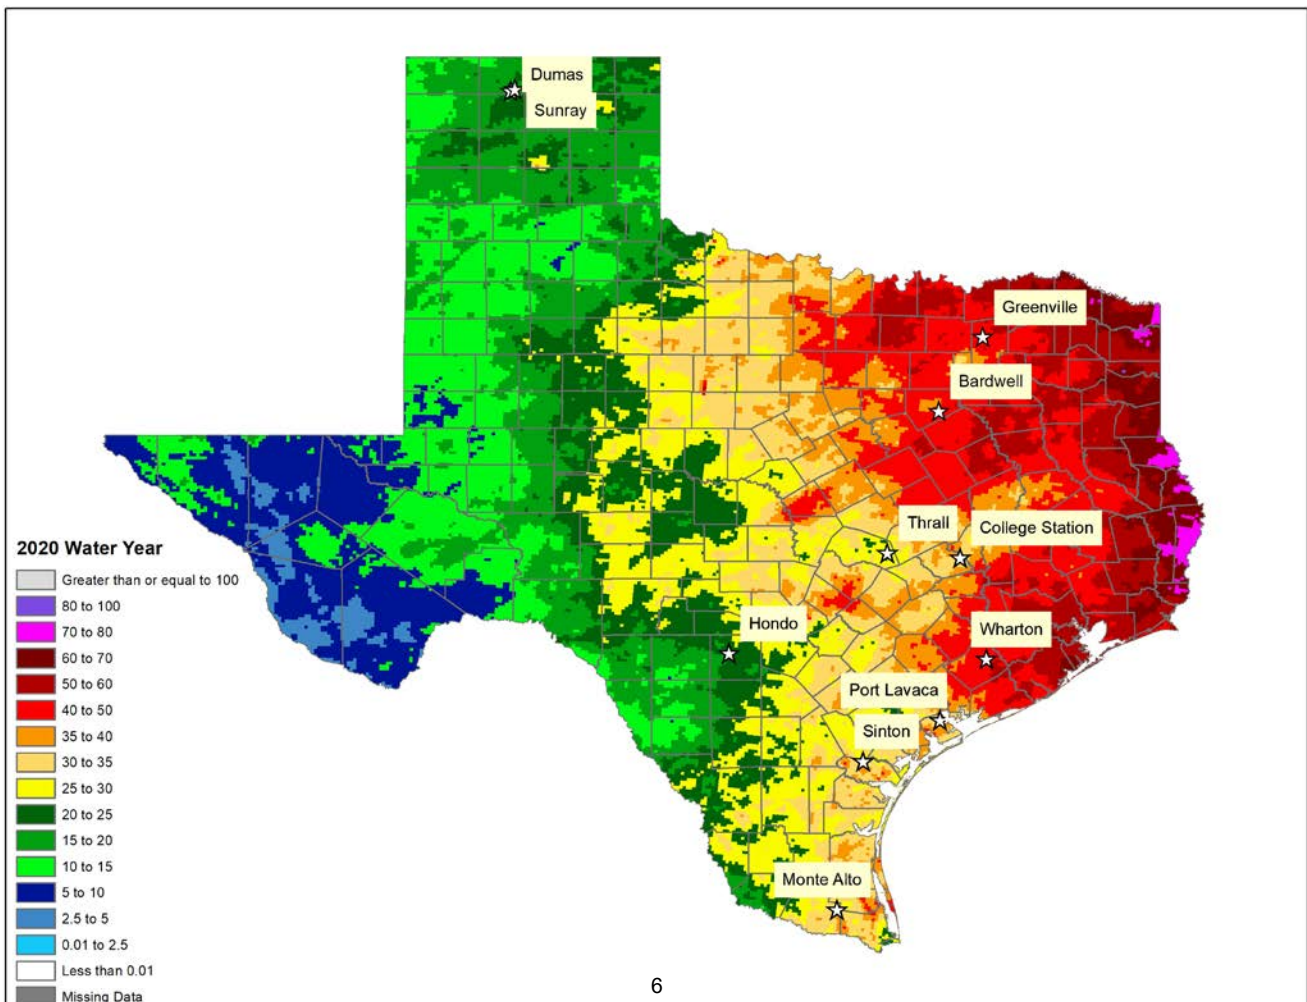 Dumas
Sunray
Greenville
Bardwell
Thrall
College Station
Hondo
Wharton
Port Lavaca
Sinton
Monte Alto
2020 Water Year
Greater than or equal to 100
80 to 100
70 to 80
60 to 70
50 to 60
40 to 50
35 to 40
30 to 35
25 to 30
20 to 25
15 to 20
10 to 15
5 to 10
2.5 to 5
0.01 to 2.5
Less than 0.01
Missing Data
6